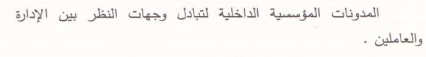 المدونات المؤسسية الداخلية لتبادل وجهات النظر بين الإدارة
والعاملين .